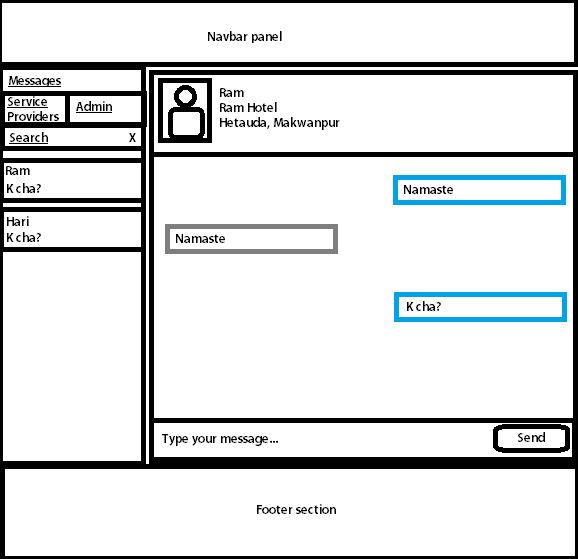 Navbar panel
Messages
Service
Providers
Admin
Search X
Ram
K cha?
Hari
K cha?
Ram
Ram Hotel
Hetauda, Makwanpur
Namaste
Namaste
K cha?
Type your message...
Send
Footer section